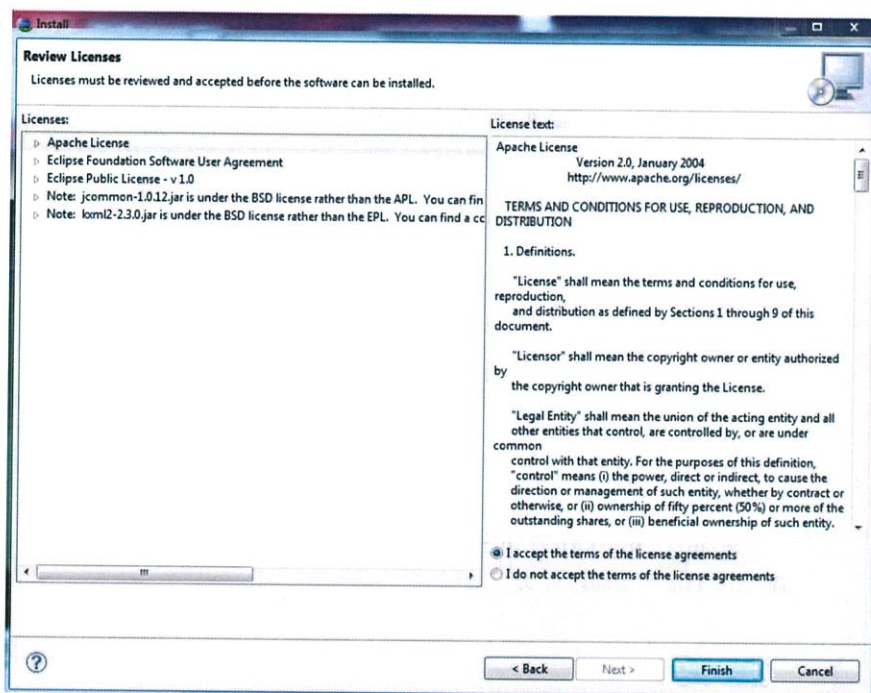 Install
Review Licenses
Licenses must be reviewed and accepted before the software can be installed.
Licenses:
Apache License
Eclipse Foundation Software User Agreement
Eclipse Public License - v 1.0
Note: jcommon-1.0.12.jar is under the BSD license rather than the APL. You can fin
Note: kxml2-2.3.0.jar is under the BSD license rather than the EPL. You can find a cc
License text:
Apache License
Version 2.0, January 2004
http://www.apache.org/licenses/
TERMS AND CONDITIONS FOR USE, REPRODUCTION, AND
DISTRIBUTION
1. Definitions.
"License" shall mean the terms and conditions for use,
reproduction,
and distribution as defined by Sections 1 through 9 of this
document.
"Licensor" shall mean the copyright owner or entity authorized
by
the copyright owner that is granting the License.
"Legal Entity" shall mean the union of the acting entity and all
other entities that control, are controlled by, or are under
common
control with that entity. For the purposes of this definition,
"control" means (i) the power, direct or indirect, to cause the
direction or management of such entity, whether by contract or
otherwise, or (ii) ownership of fifty percent (50%) or more of the
outstanding shares, or (iii) beneficial ownership of such entity.
I accept the terms of the license agreements
I do not accept the terms of the license agreements
?
< Back
Next >
Finish
Cancel